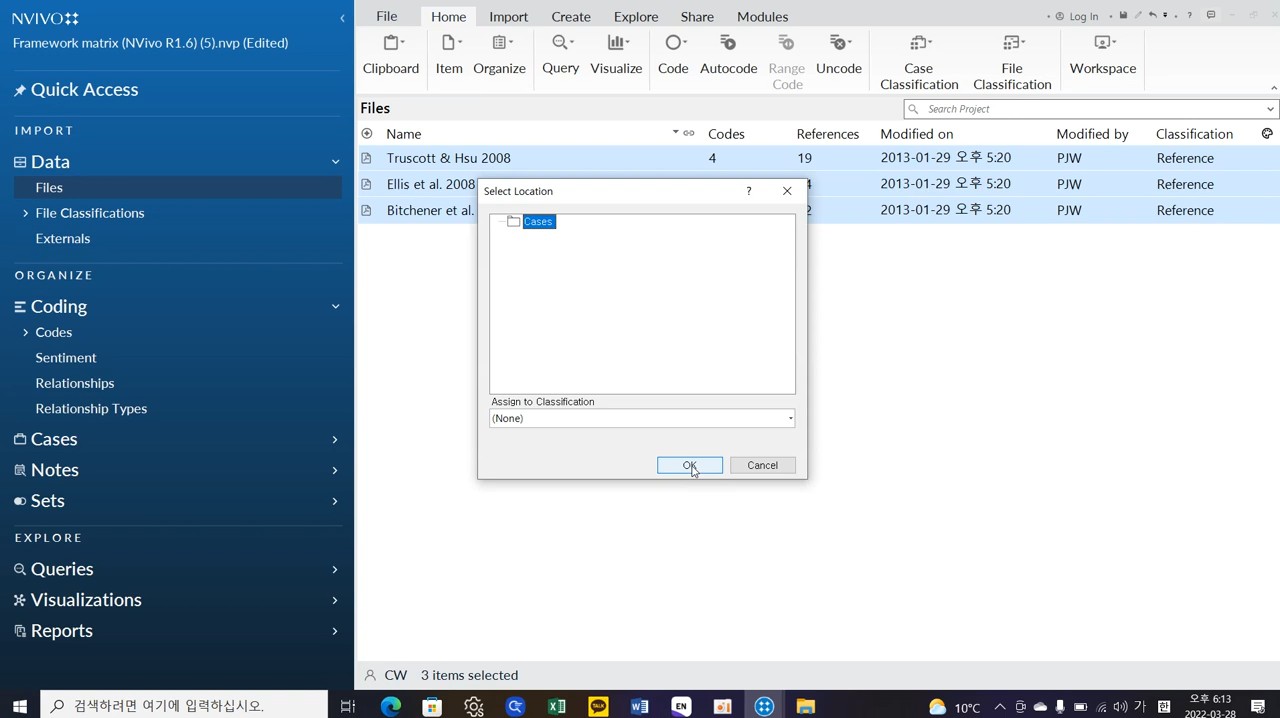 NVIVO
Framework matrix (NVivo R1.6) (5).nvp (Edited)
Quick Access
IMPORT
Data
Files
File Classifications
Externals
ORGANIZE
Coding
Codes
Sentiment
Relationships
Relationship Types
Cases
Notes
Sets
EXPLORE
Queries
Visualizations
Reports
File Home Import Create Explore Share Modules
Log In
Clipboard Item Organize Query Visualize Code Autocode Range Code Uncode Case Classification File Classification Workspace
Files
Search Project
Name Codes References Modified on Modified by Classification
Truscott & Hsu 2008 4 19 2013-01-29 오후 5:20 PJW Reference
Ellis et al. 2008 4 2013-01-29 오후 5:20 PJW Reference
Bitchener et al. 2 2013-01-29 오후 5:20 PJW Reference
Select Location
?
Cases
Assign to Classification
(None)
OK Cancel
CW 3 items selected
검색하려면 여기에 입력하십시오.
TALK
EN
10°C
가
한
오후 6:13
2022-03-28